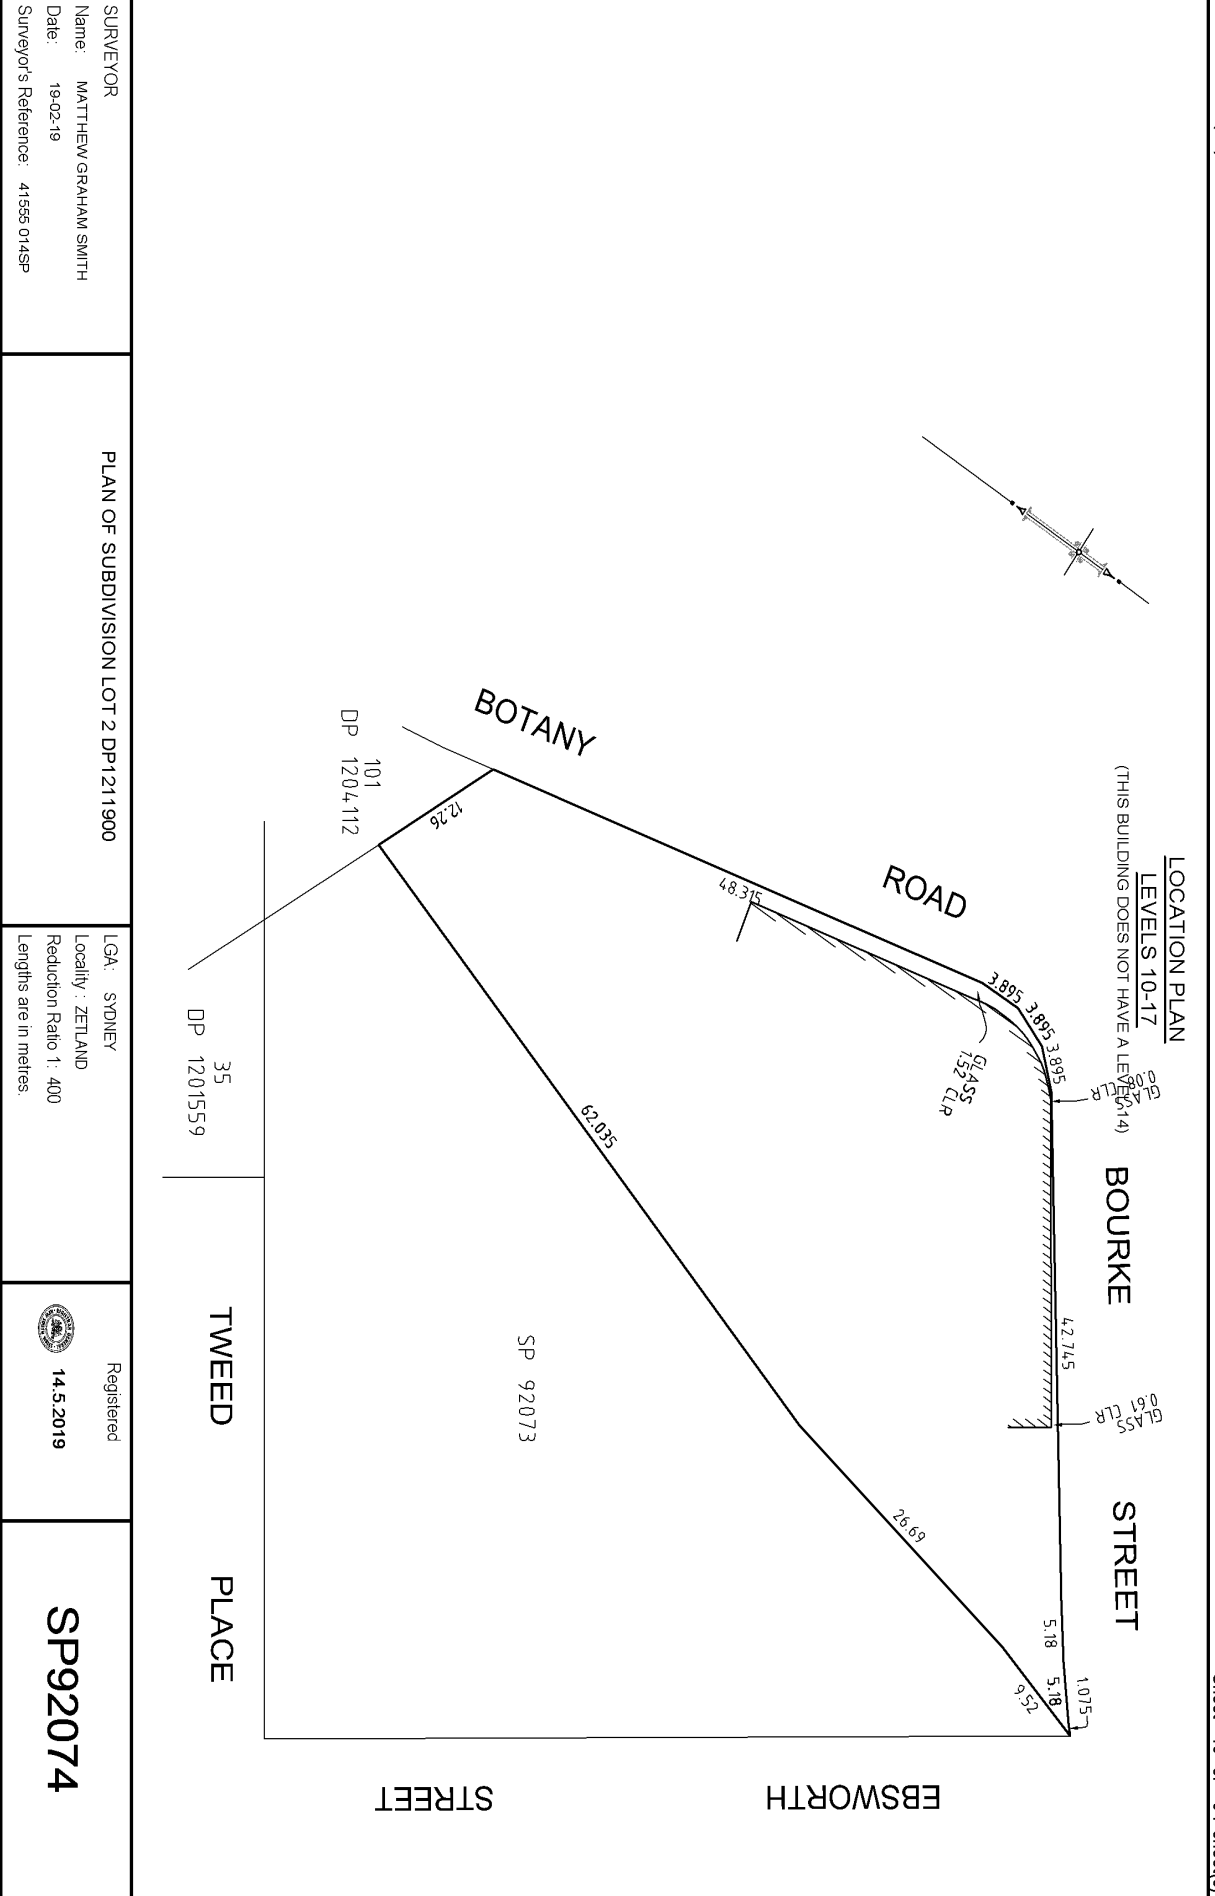 LOCATION PLAN
LEVELS 10-17
(THIS BUILDING DOES NOT HAVE A LEVEL 14)
BOURKE
STREET
BOTANY
ROAD
EBSWORTH
STREET
TWEED
PLACE
GLASS CLR
0.08
GLASS
0.61 CLR
GLASS
1.52 CLR
3.895
3.895
3.895
42.745
5.18
5.18
1.075
9.52
26.69
62.035
12.26
48.315
101
DP 1204112
35
DP 1201559
SP 92073
SURVEYOR
Name: MATTHEW GRAHAM SMITH
Date: 19-02-19
Surveyor's Reference: 41555 014SP
PLAN OF SUBDIVISION LOT 2 DP1211900
LGA: SYDNEY
Locality : ZETLAND
Reduction Ratio 1: 400
Lengths are in metres.
Registered
14.5.2019
SP92074